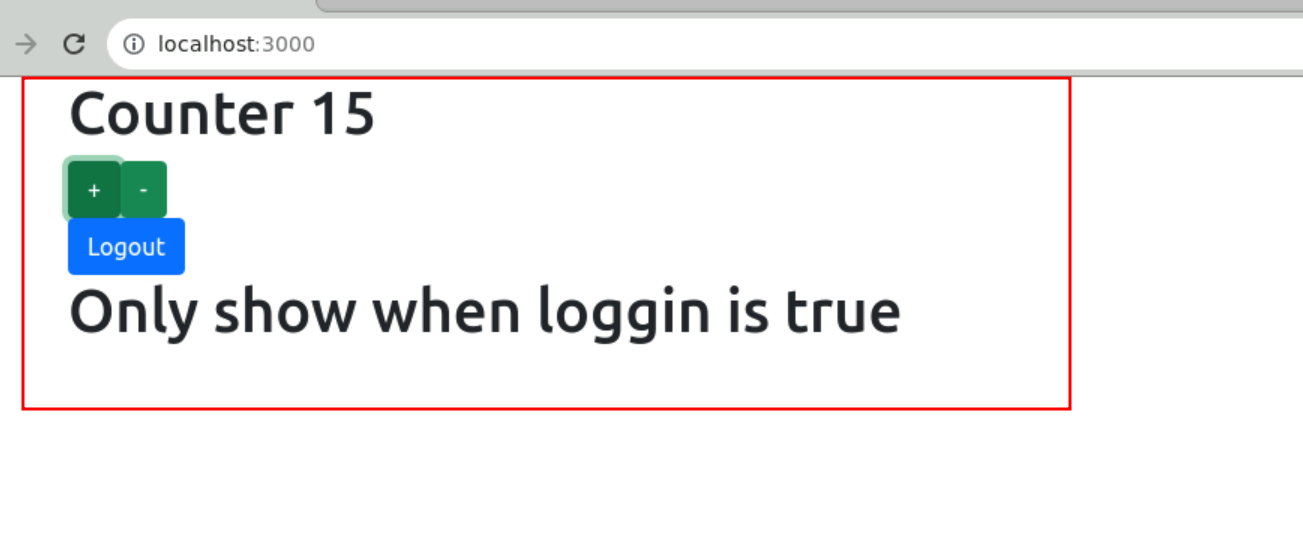 localhost:3000
Counter 15
+ -
Logout
Only show when loggin is true